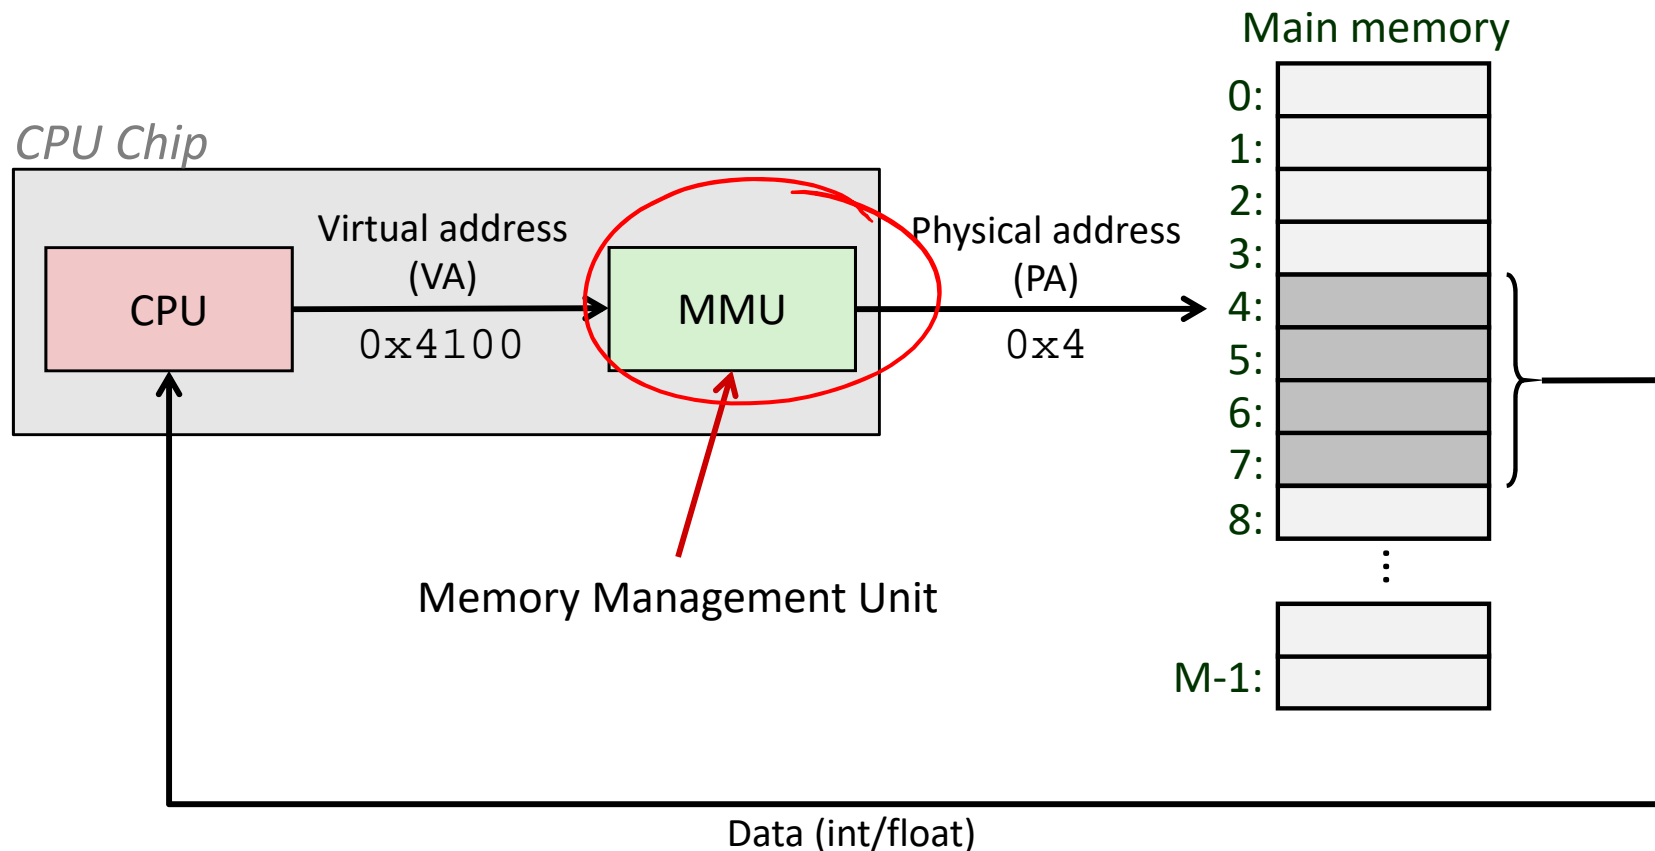 Main memory
CPU Chip
0:
1:
2:
3:
4:
5:
6:
7:
8:
⋮
M-1:
Virtual address
(VA)
0x4100
Physical address
(PA)
0x4
CPU
MMU
Memory Management Unit
Data (int/float)